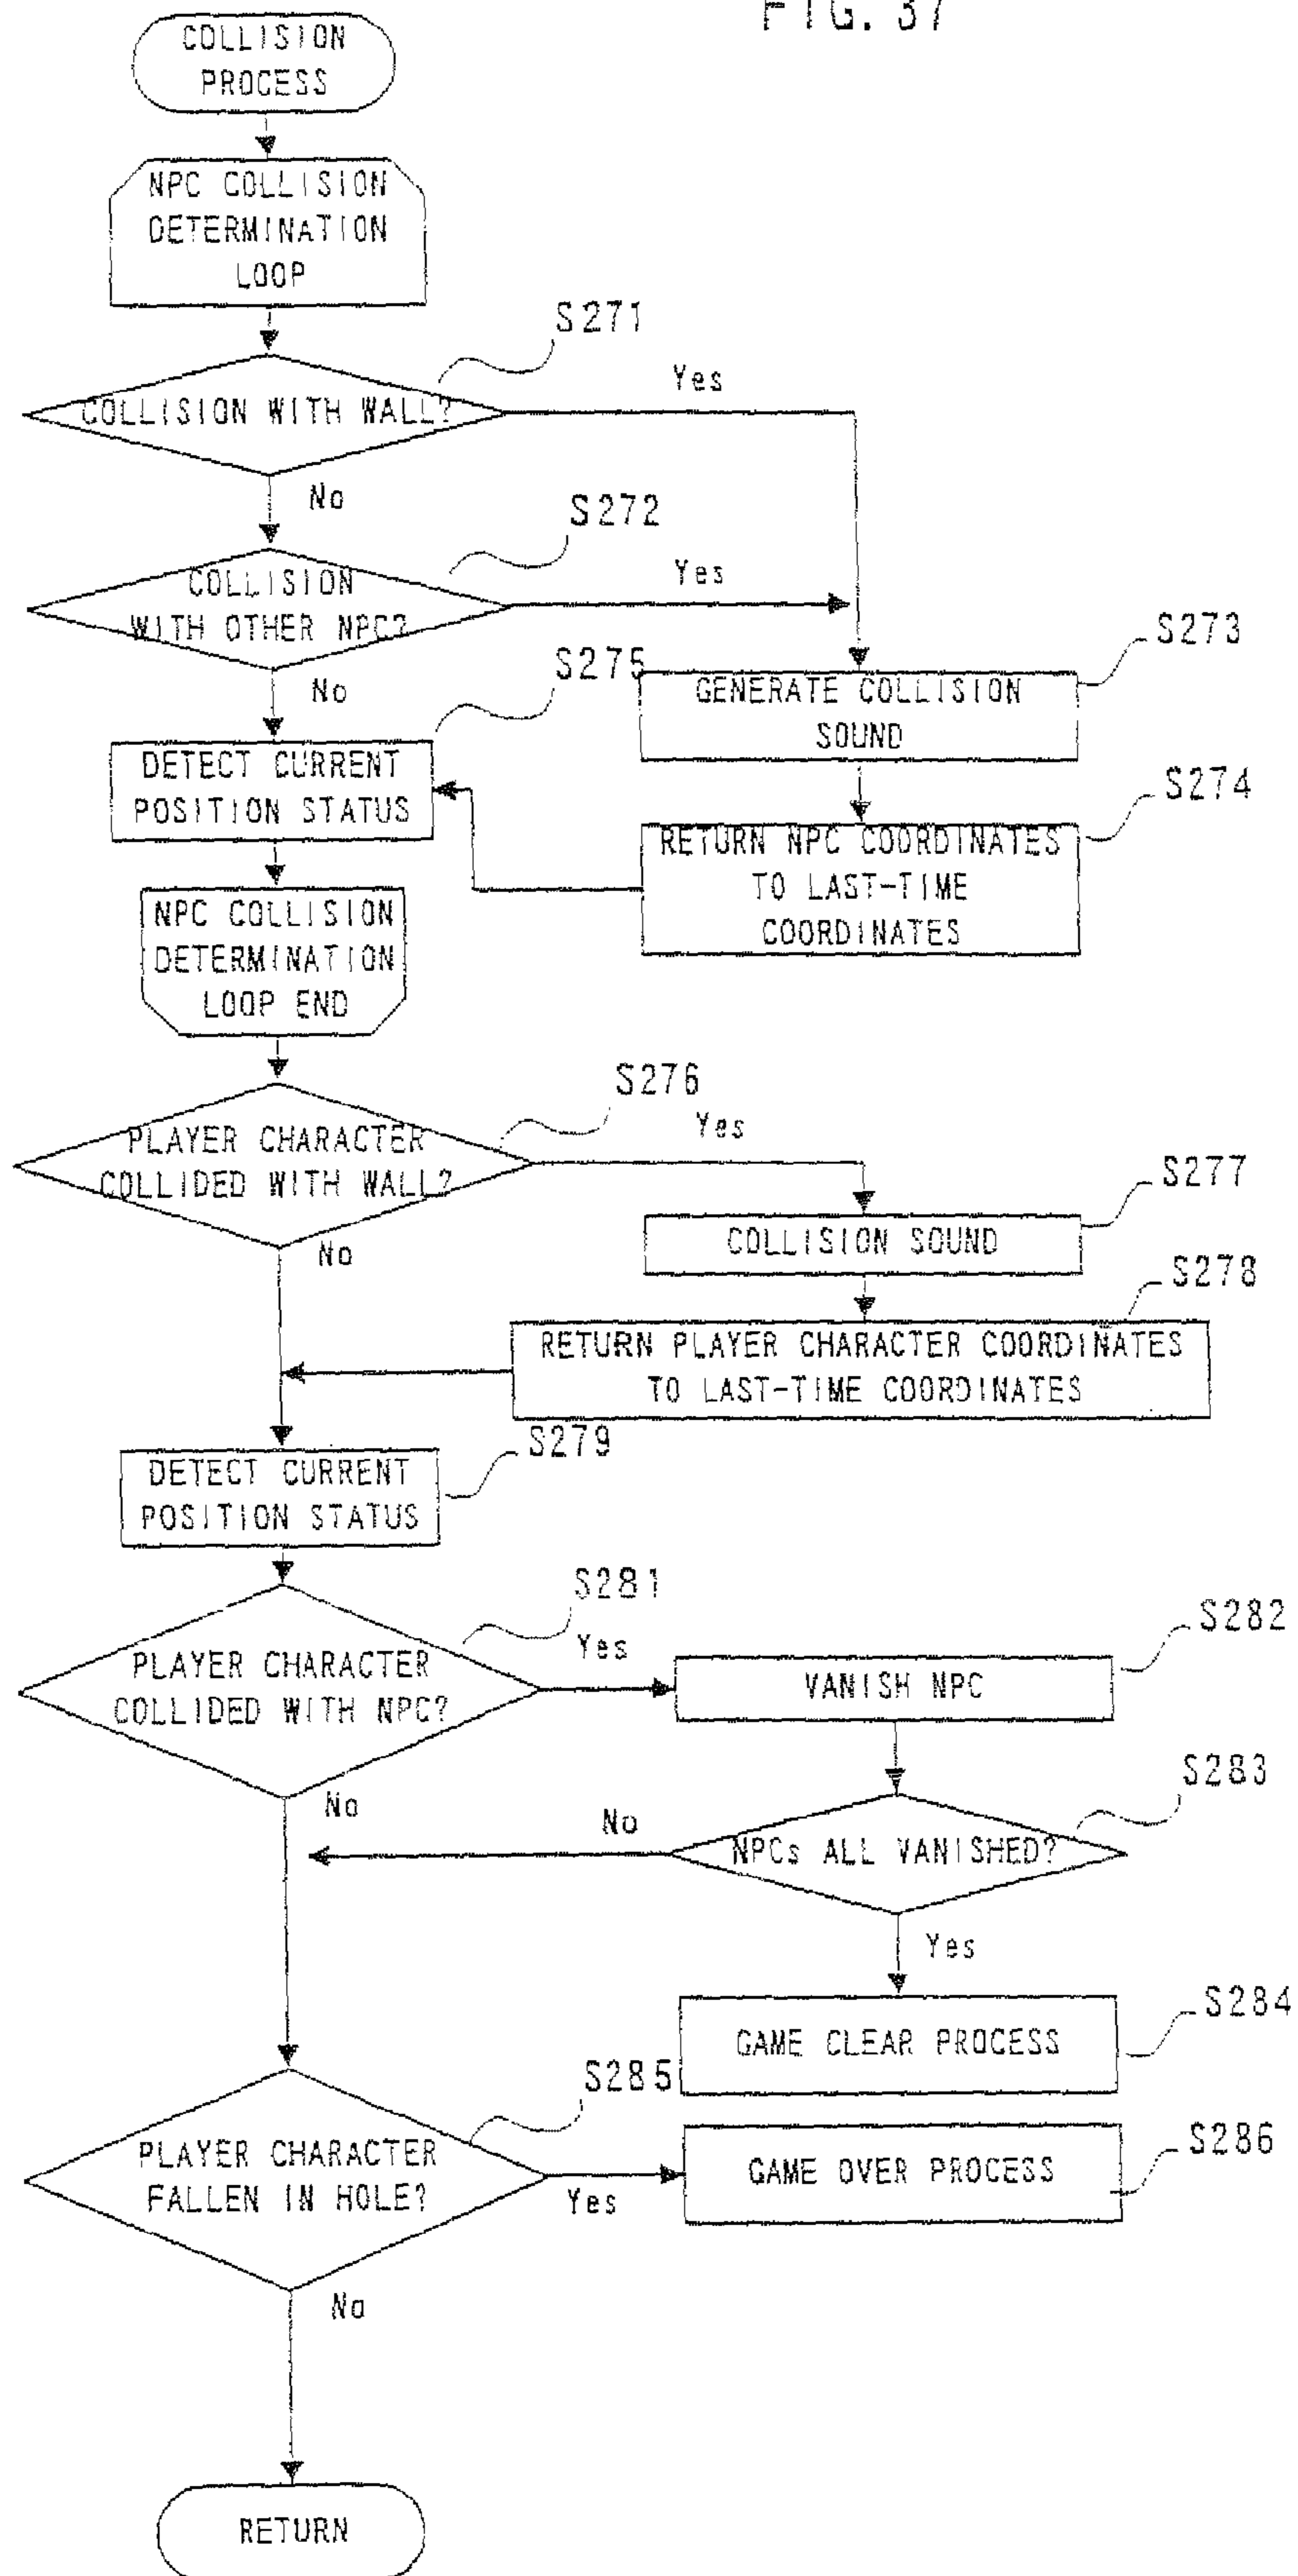 FIG. 37
COLLISION
PROCESS
NPC COLLISION
DETERMINATION
LOOP
S271
COLLISION WITH WALL?
Yes
No
S272
COLLISION
WITH OTHER NPC?
Yes
No
S273
GENERATE COLLISION
SOUND
S275
DETECT CURRENT
POSITION STATUS
S274
RETURN NPC COORDINATES
TO LAST-TIME
COORDINATES
NPC COLLISION
DETERMINATION
LOOP END
S276
PLAYER CHARACTER
COLLIDED WITH WALL?
Yes
No
S277
COLLISION SOUND
S278
RETURN PLAYER CHARACTER COORDINATES
TO LAST-TIME COORDINATES
S279
DETECT CURRENT
POSITION STATUS
S281
PLAYER CHARACTER
COLLIDED WITH NPC?
Yes
No
S282
VANISH NPC
S283
NPCs ALL VANISHED?
No
Yes
S284
GAME CLEAR PROCESS
S285
PLAYER CHARACTER
FALLEN IN HOLE?
Yes
No
S286
GAME OVER PROCESS
RETURN